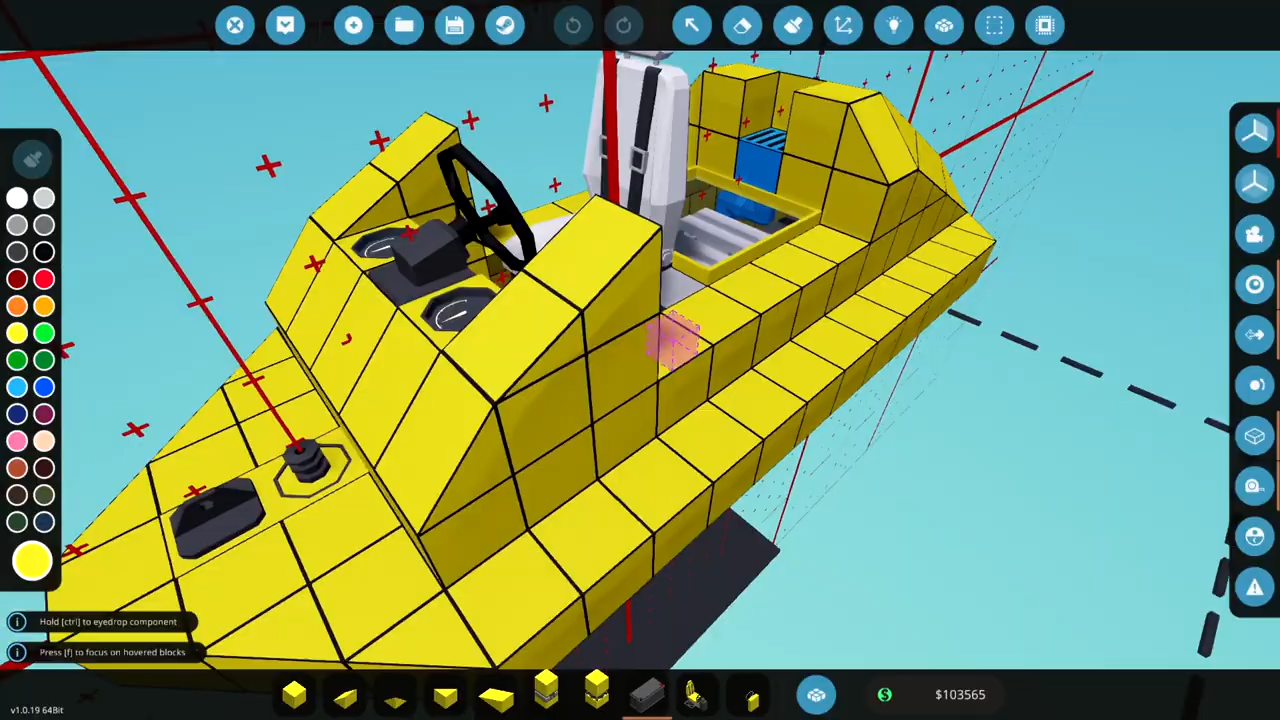 Hold [ctrl] to eyedrop component
Press [f] to focus on hovered blocks
$ $103565
v1.0.19 64Bit